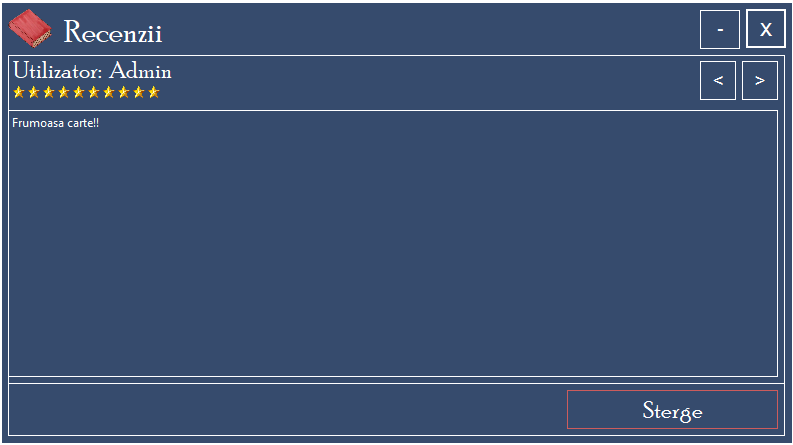 Recenzii
-
X
Utilizator: Admin
<
>
Frumoasa carte!!
Sterge